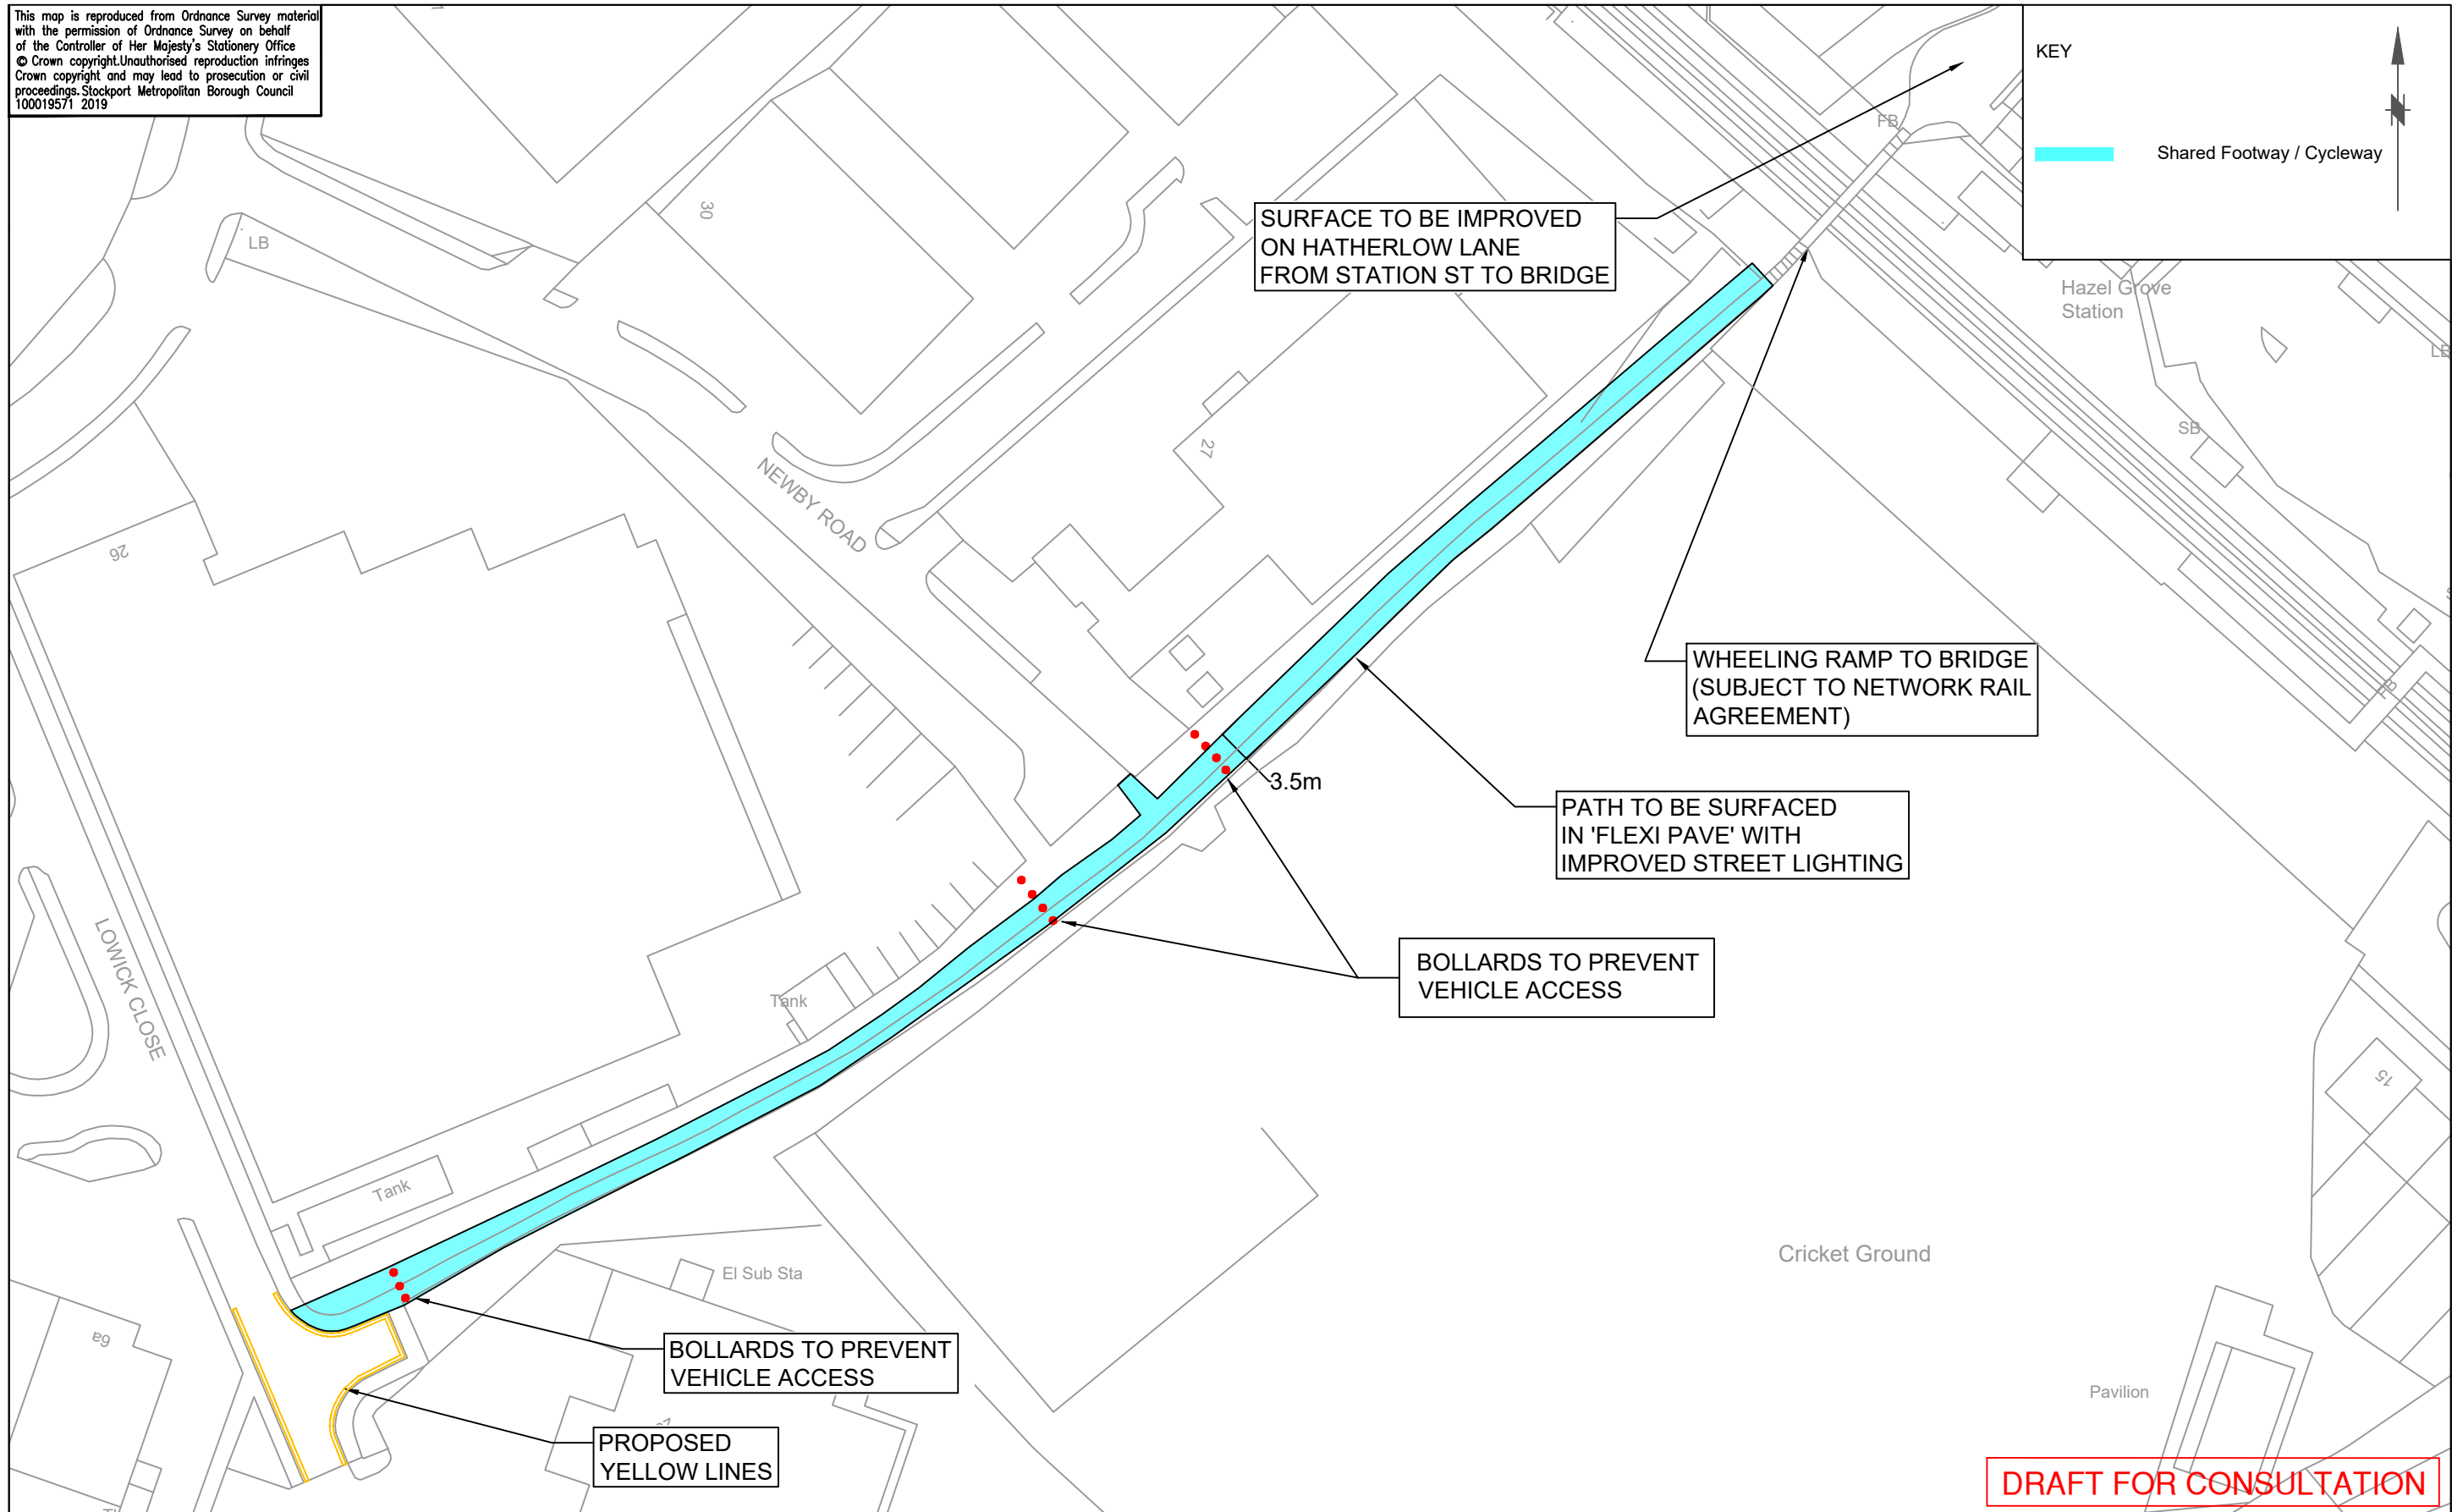 This map is reproduced from Ordnance Survey material
with the permission of Ordnance Survey on behalf
of the Controller of Her Majesty's Stationery Office
© Crown copyright.Unauthorised reproduction infringes
Crown copyright and may lead to prosecution or civil
proceedings. Stockport Metropolitan Borough Council
100019571 2019
KEY
Shared Footway / Cycleway
FB
30
LB
SURFACE TO BE IMPROVED
ON HATHERLOW LANE
FROM STATION ST TO BRIDGE
Hazel Grove
Station
LB
SB
27
NEWBY ROAD
26
WHEELING RAMP TO BRIDGE
(SUBJECT TO NETWORK RAIL
AGREEMENT)
FB
3.5m
PATH TO BE SURFACED
IN 'FLEXI PAVE' WITH
IMPROVED STREET LIGHTING
BOLLARDS TO PREVENT
VEHICLE ACCESS
LOWICK CLOSE
Tank
15
Tank
Cricket Ground
El Sub Sta
6a
BOLLARDS TO PREVENT
VEHICLE ACCESS
Pavilion
PROPOSED
YELLOW LINES
DRAFT FOR CONSULTATION